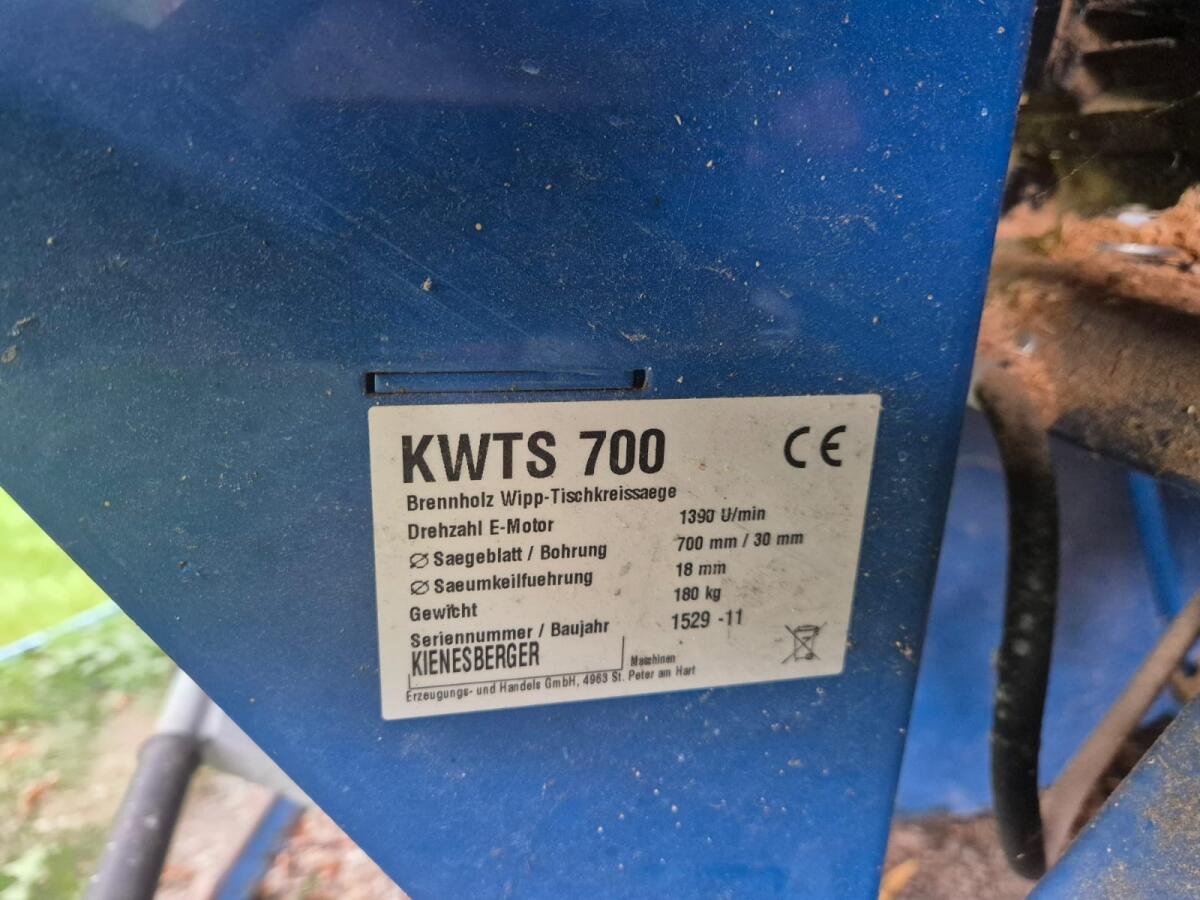 KWTS 700 CE
Brennholz Wipp-Tischkreissaege
Drehzahl E-Motor 1390 U/min
Ø Saegeblatt / Bohrung 700 mm / 30 mm
Ø Saeumkeilfuehrung 18 mm
Gewicht 180 kg
Seriennummer / Baujahr 1529 -11
KIENESBERGER Maschinen
Erzeugungs- und Handels GmbH, 4963 St. Peter am Hart